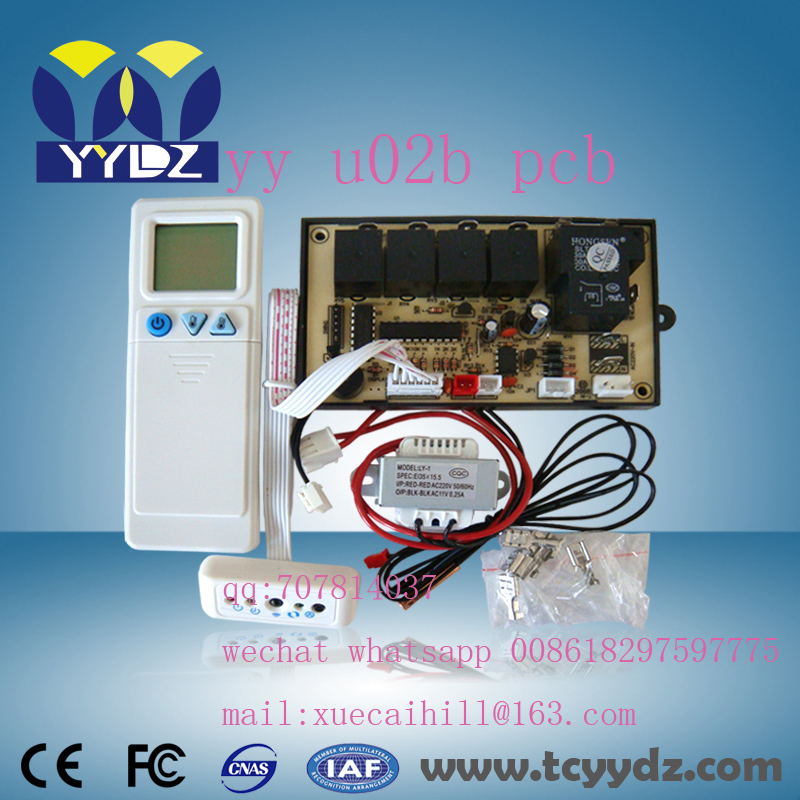 YYDZ
yy u02b pcb
HONGSEN
QC
PASSED
MODEL:LY-1
SPEC:EI35×15.5
I/P:RED-RED AC220V 50/60Hz
O/P:BLK-BLK AC11V 0.25A
CQC
qq:707814037
wechat whatsapp 008618297597775
mail:xuecaihill@163.com
CE FC CNAS MEMBER OF MULTILATERAL IAF RECOGNITION ARRANGEMENT www.tcyydz.com